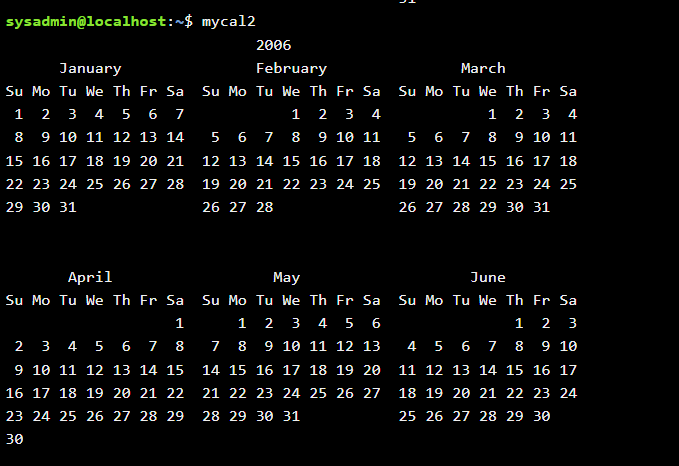 31
sysadmin@localhost:~$ mycal2
                            2006
      January               February               March
Su Mo Tu We Th Fr Sa  Su Mo Tu We Th Fr Sa  Su Mo Tu We Th Fr Sa
 1  2  3  4  5  6  7            1  2  3  4            1  2  3  4
 8  9 10 11 12 13 14   5  6  7  8  9 10 11   5  6  7  8  9 10 11
15 16 17 18 19 20 21  12 13 14 15 16 17 18  12 13 14 15 16 17 18
22 23 24 25 26 27 28  19 20 21 22 23 24 25  19 20 21 22 23 24 25
29 30 31              26 27 28              26 27 28 29 30 31
       April                  May                   June
Su Mo Tu We Th Fr Sa  Su Mo Tu We Th Fr Sa  Su Mo Tu We Th Fr Sa
                   1      1  2  3  4  5  6               1  2  3
 2  3  4  5  6  7  8   7  8  9 10 11 12 13   4  5  6  7  8  9 10
 9 10 11 12 13 14 15  14 15 16 17 18 19 20  11 12 13 14 15 16 17
16 17 18 19 20 21 22  21 22 23 24 25 26 27  18 19 20 21 22 23 24
23 24 25 26 27 28 29  28 29 30 31           25 26 27 28 29 30
30